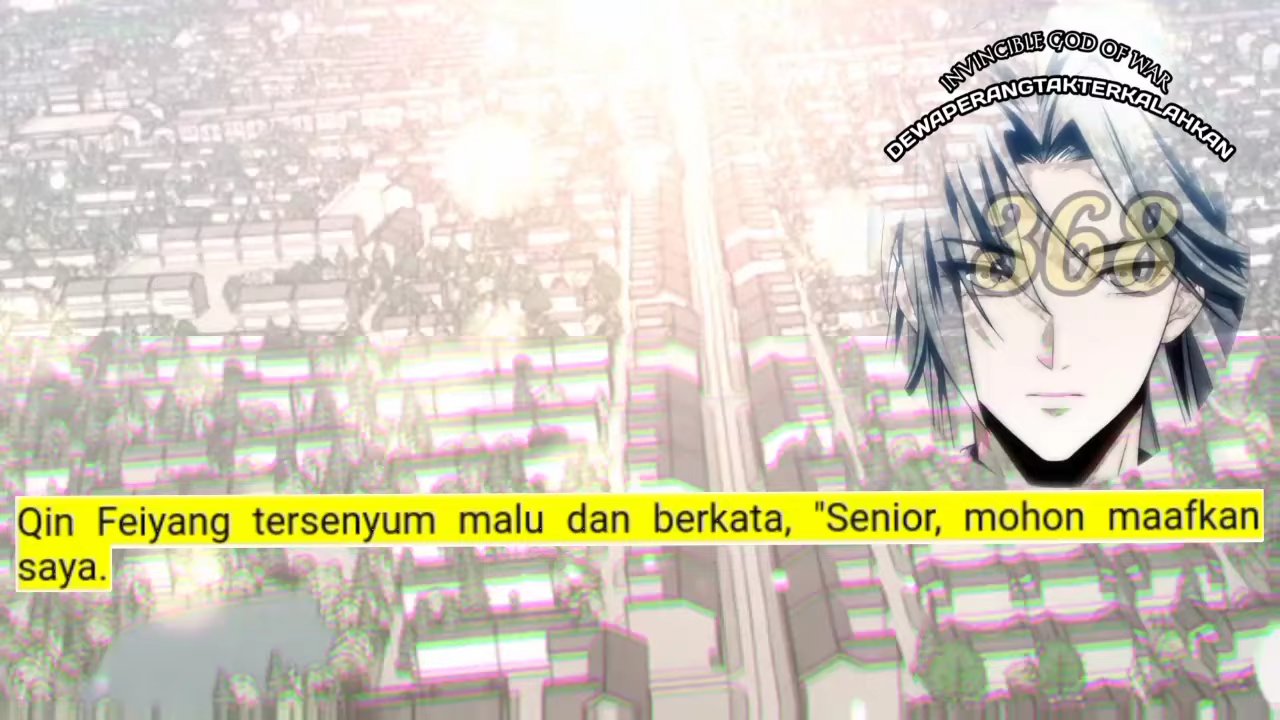 INVINCIBLE GOD OF WAR
DEWAPERANGTAKTERKALAHKAN
368
Qin Feiyang tersenyum malu dan berkata, "Senior, mohon maafkan
saya.